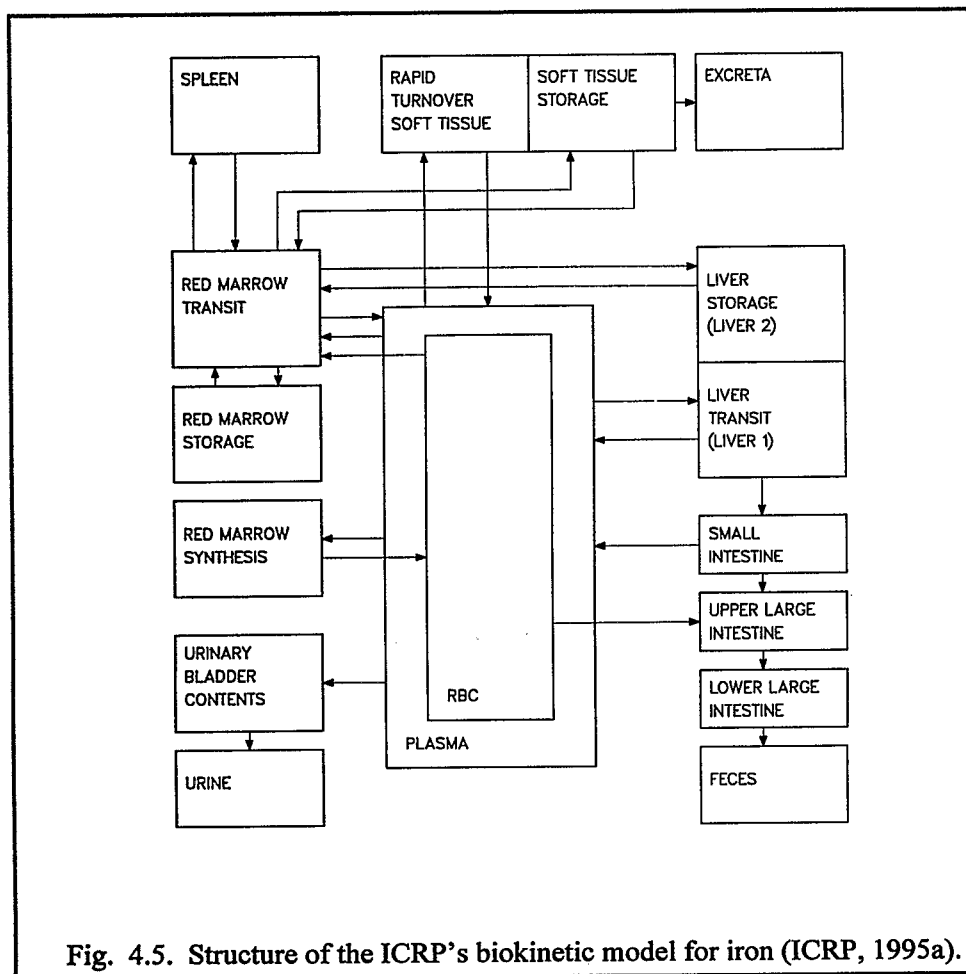 SPLEEN
RAPID
TURNOVER
SOFT TISSUE
SOFT TISSUE
STORAGE
EXCRETA
RED MARROW
TRANSIT
LIVER
STORAGE
(LIVER 2)
RED MARROW
STORAGE
LIVER
TRANSIT
(LIVER 1)
RED MARROW
SYNTHESIS
SMALL
INTESTINE
UPPER LARGE
INTESTINE
URINARY
BLADDER
CONTENTS
RBC
PLASMA
LOWER LARGE
INTESTINE
URINE
FECES
Fig. 4.5. Structure of the ICRP's biokinetic model for iron (ICRP, 1995a).